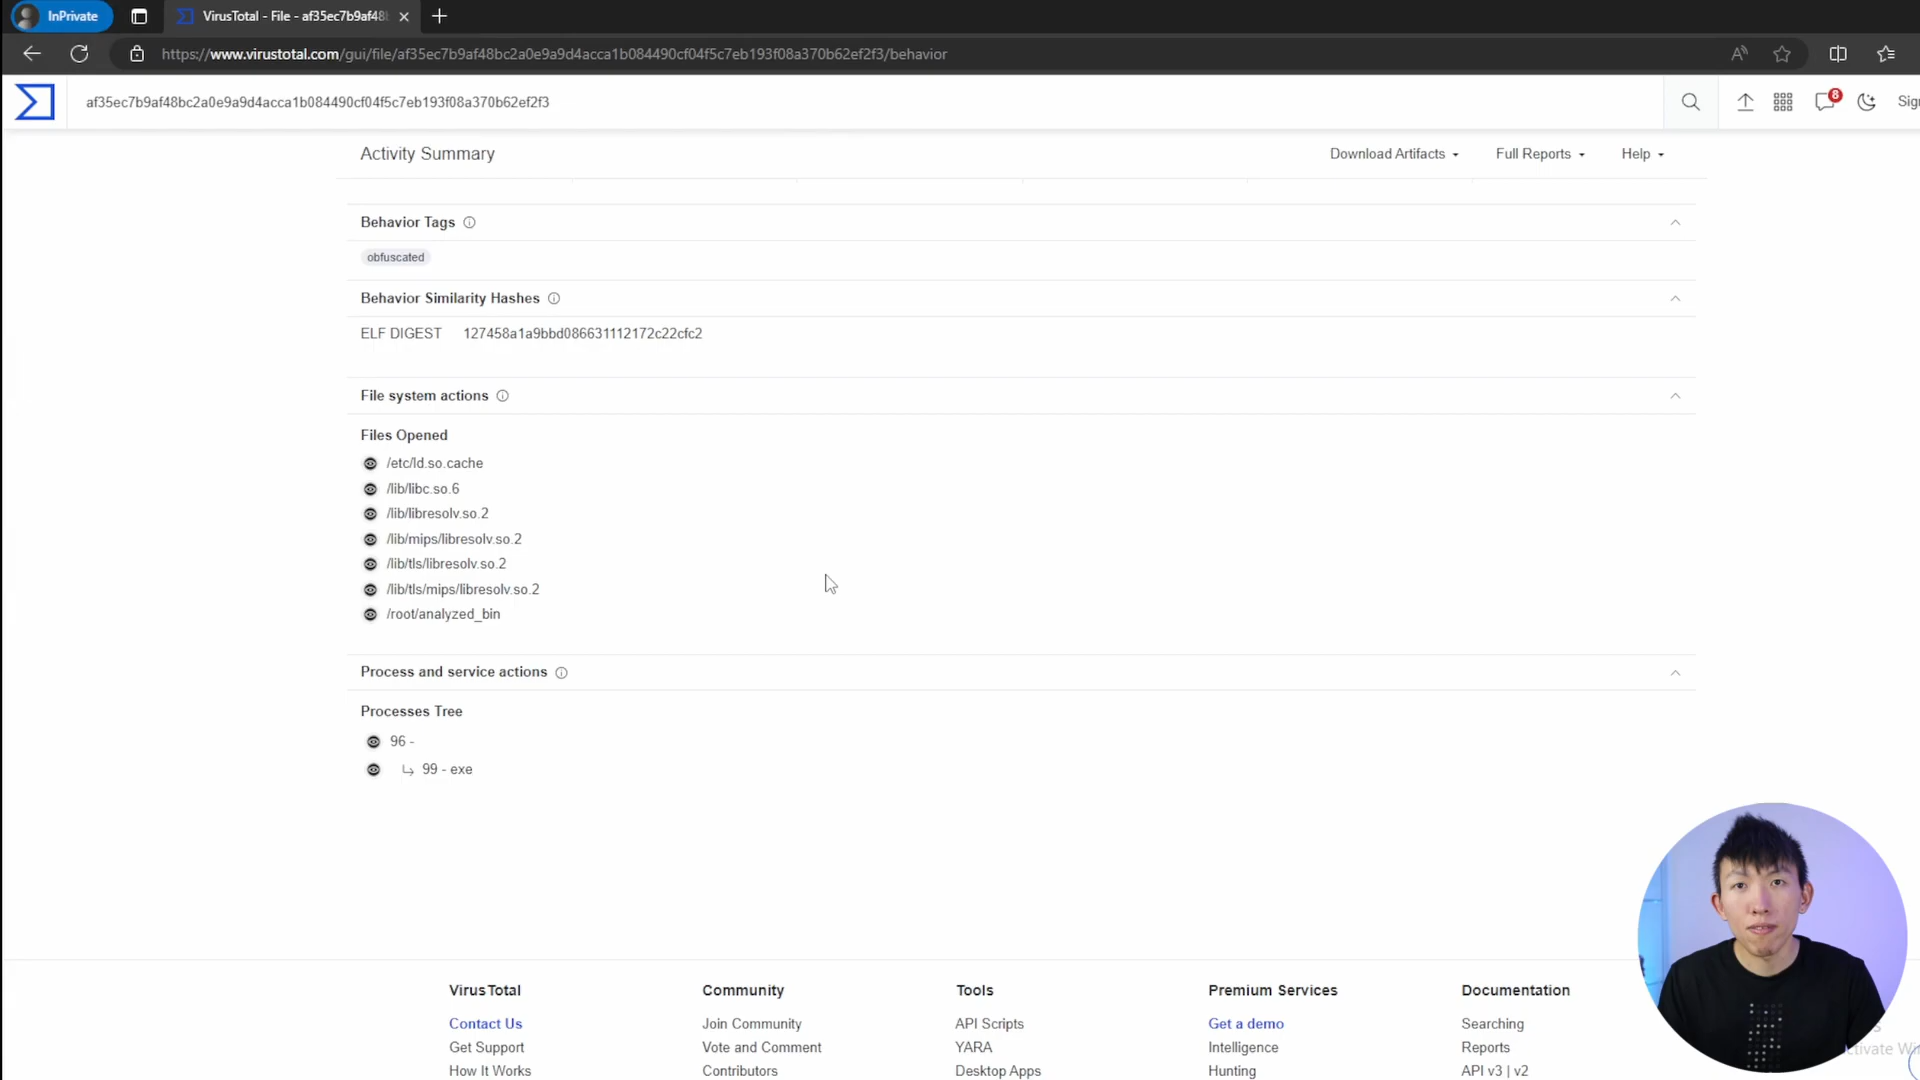 InPrivate
VirusTotal - File - af35ec7b9af48
https://www.virustotal.com/gui/file/af35ec7b9af48bc2a0e9a9d4acca1b084490cf04f5c7eb193f08a370b62ef2f3/behavior
af35ec7b9af48bc2a0e9a9d4acca1b084490cf04f5c7eb193f08a370b62ef2f3
8
Sig
Activity Summary
Download Artifacts
Full Reports
Help
Behavior Tags
obfuscated
Behavior Similarity Hashes
ELF DIGEST 127458a1a9bbd086631112172c22cfc2
File system actions
Files Opened
/etc/ld.so.cache
/lib/libc.so.6
/lib/libresolv.so.2
/lib/mips/libresolv.so.2
/lib/tls/libresolv.so.2
/lib/tls/mips/libresolv.so.2
/root/analyzed_bin
Process and service actions
Processes Tree
96 -
99 - exe
VirusTotal
Contact Us
Get Support
How It Works
Community
Join Community
Vote and Comment
Contributors
Tools
API Scripts
YARA
Desktop Apps
Premium Services
Get a demo
Intelligence
Hunting
Documentation
Searching
Reports
API v3 | v2